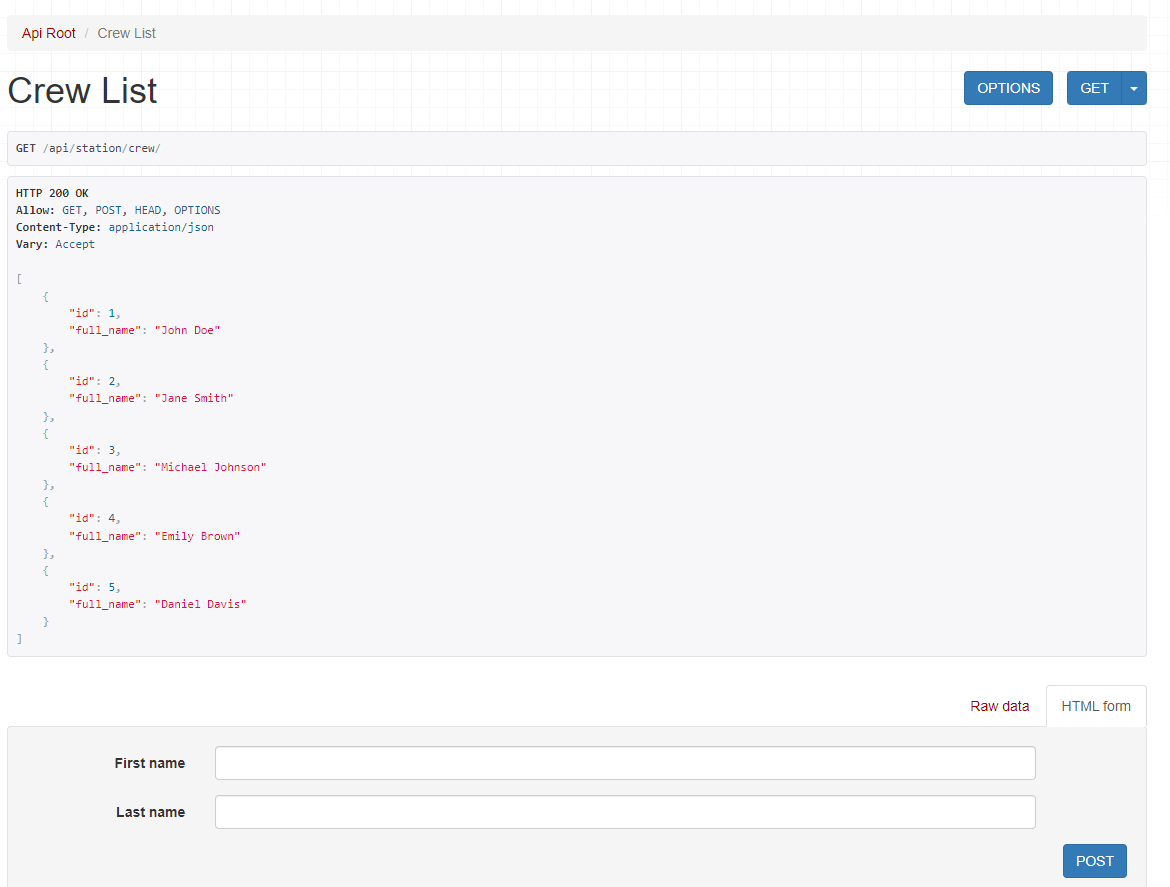 Api Root / Crew List
Crew List
OPTIONS
GET
GET /api/station/crew/
HTTP 200 OK
Allow: GET, POST, HEAD, OPTIONS
Content-Type: application/json
Vary: Accept
[
    {
        "id": 1,
        "full_name": "John Doe"
    },
    {
        "id": 2,
        "full_name": "Jane Smith"
    },
    {
        "id": 3,
        "full_name": "Michael Johnson"
    },
    {
        "id": 4,
        "full_name": "Emily Brown"
    },
    {
        "id": 5,
        "full_name": "Daniel Davis"
    }
]
Raw data
HTML form
First name
Last name
POST